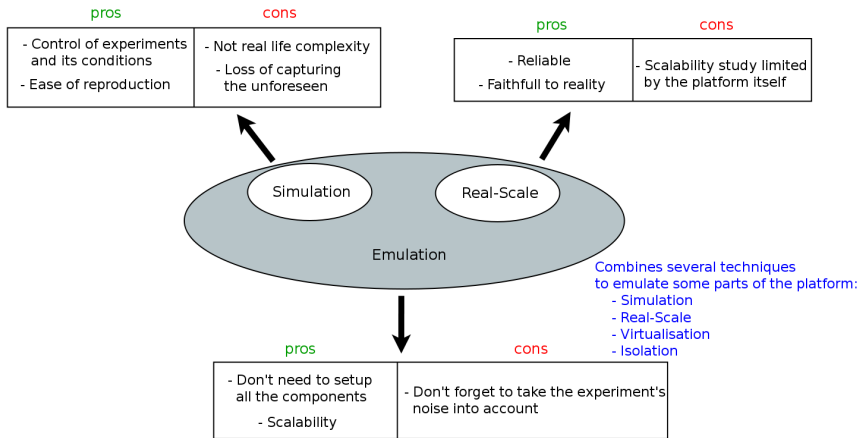 pros
cons
- Control of experiments
and its conditions
- Ease of reproduction
- Not real life complexity
- Loss of capturing
the unforeseen
pros
cons
- Reliable
- Faithfull to reality
- Scalability study limited
by the platform itself
Simulation
Real-Scale
Emulation
Combines several techniques
to emulate some parts of the platform:
- Simulation
- Real-Scale
- Virtualisation
- Isolation
pros
cons
- Don't need to setup
all the components
- Scalability
- Don't forget to take the experiment's
noise into account